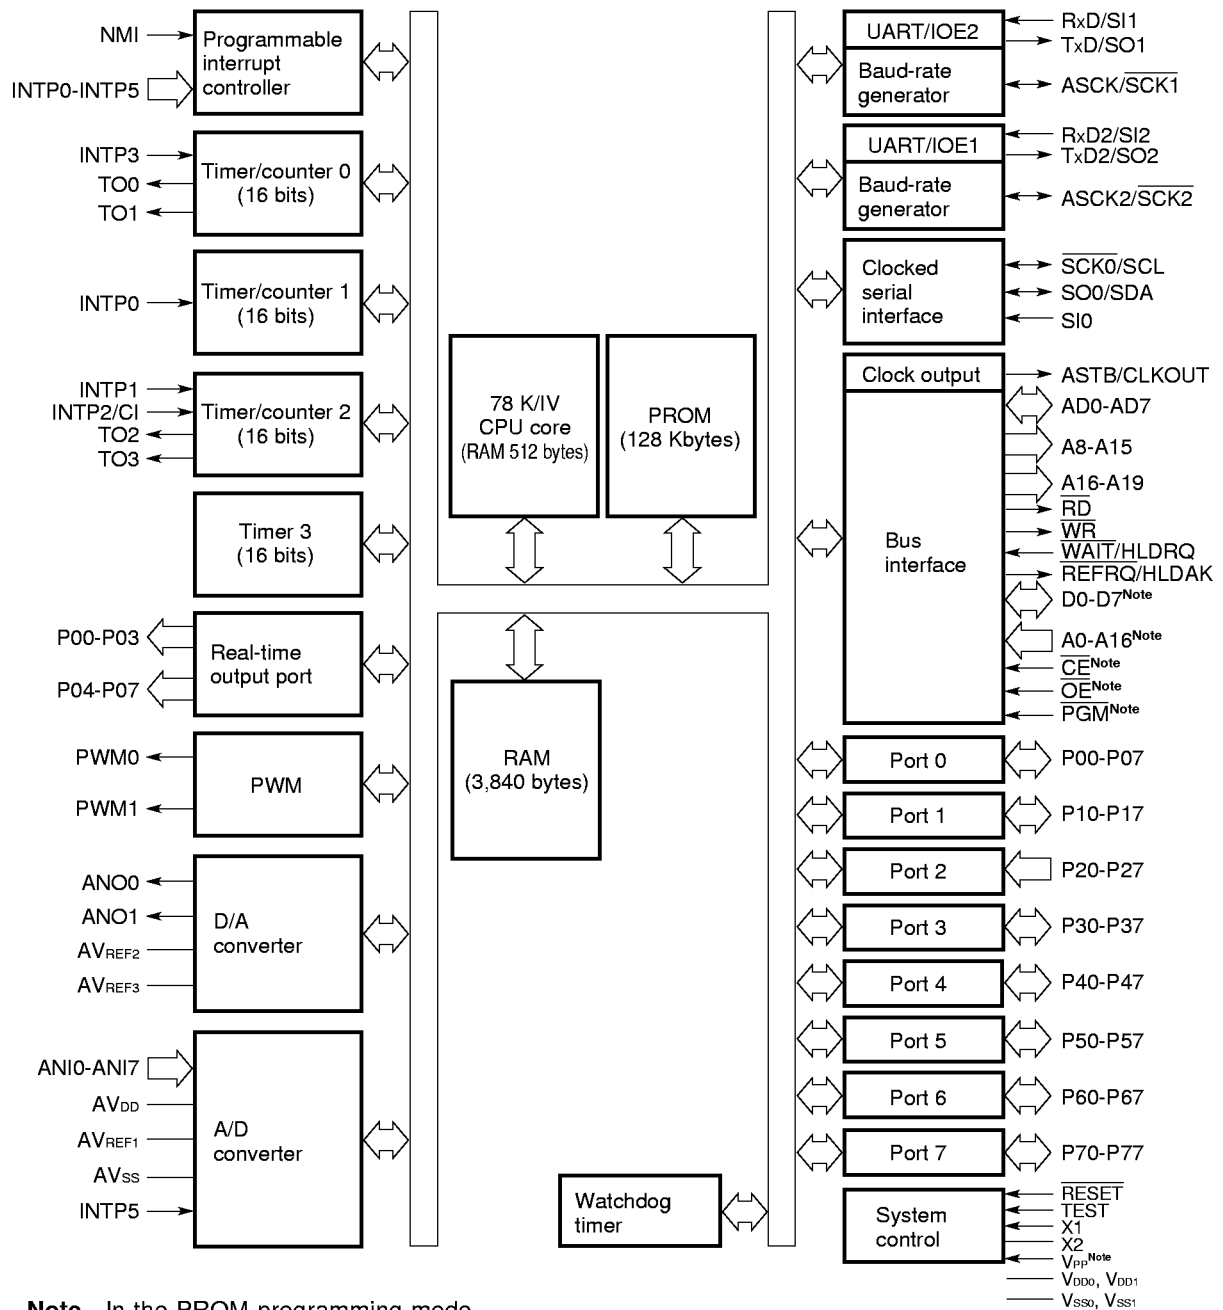 NMI
INTP0-INTP5
Programmable
interrupt
controller
INTP3
TO0
TO1
Timer/counter 0
(16 bits)
INTP0
Timer/counter 1
(16 bits)
INTP1
INTP2/CI
TO2
TO3
Timer/counter 2
(16 bits)
Timer 3
(16 bits)
P00-P03
P04-P07
Real-time
output port
PWM0
PWM1
PWM
ANO0
ANO1
AVREF2
AVREF3
D/A
converter
ANI0-ANI7
AVDD
AVREF1
AVSS
INTP5
A/D
converter
78 K/IV
CPU core
(RAM 512 bytes)
PROM
(128 Kbytes)
RAM
(3,840 bytes)
Watchdog
timer
UART/IOE2
Baud-rate
generator
RxD/SI1
TxD/SO1
ASCK/SCK1
UART/IOE1
Baud-rate
generator
RxD2/SI2
TxD2/SO2
ASCK2/SCK2
Clocked
serial
interface
SCK0/SCL
SO0/SDA
SI0
Clock output
ASTB/CLKOUT
Bus
interface
AD0-AD7
A8-A15
A16-A19
RD
WR
WAIT/HLDRQ
REFRQ/HLDAK
D0-D7Note
A0-A16Note
CENote
OENote
PGMNote
Port 0
P00-P07
Port 1
P10-P17
Port 2
P20-P27
Port 3
P30-P37
Port 4
P40-P47
Port 5
P50-P57
Port 6
P60-P67
Port 7
P70-P77
System
control
RESET
TEST
X1
X2
VPPNote
VDD0, VDD1
VSS0, VSS1
Note In the PROM programming mode